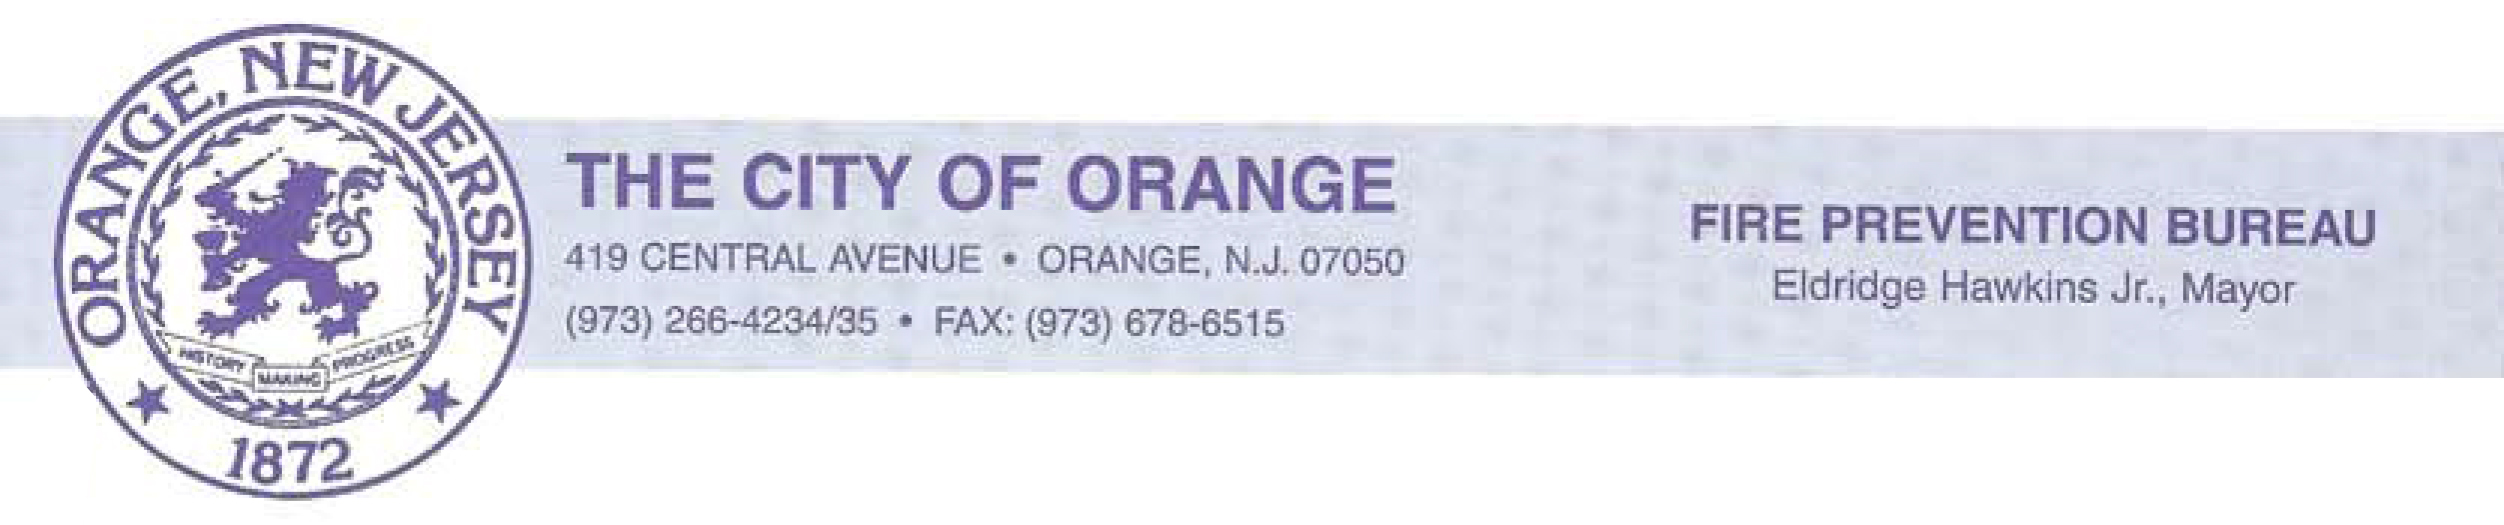 ORANGE, NEW JERSEY
HISTORY MAKING PROGRESS
1872
THE CITY OF ORANGE
419 CENTRAL AVENUE • ORANGE, N.J. 07050
(973) 266-4234/35 • FAX: (973) 678-6515
FIRE PREVENTION BUREAU
Eldridge Hawkins Jr., Mayor